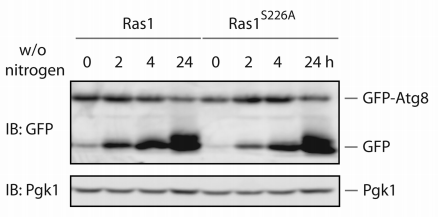 Ras1 Ras1S226A
w/o nitrogen 0 2 4 24 0 2 4 24 h
GFP-Atg8
IB: GFP
GFP
IB: Pgk1 Pgk1